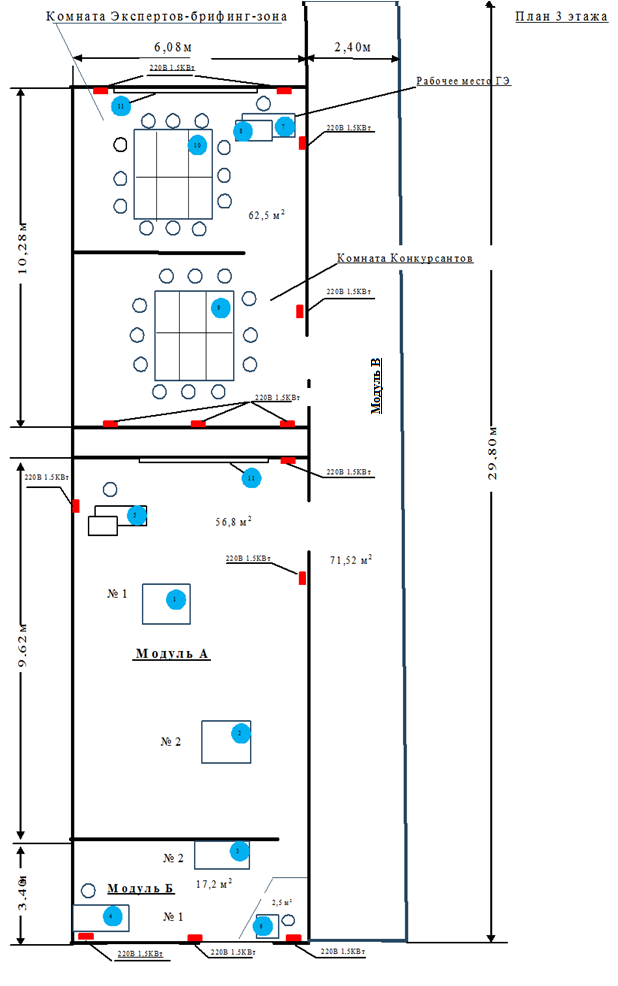 Комната Экспертов-брифинг-зона
План 3 этажа
6,08м
2,40м
220В 1,5КВт
Рабочее место ГЭ
11
8
7
220В 1,5КВт
10
62,5 м²
10,28м
Комната Конкурсантов
220В 1,5КВт
9
Модуль В
220В 1,5КВт
29.80м
220В 1,5КВт
11
220В 1,5КВт
5
56,8 м²
220В 1,5КВт
71,52 м²
№ 1
1
9.62м
Модуль А
№ 2
2
№ 2
3
3.40м
Модуль Б
17,2 м²
2,5 м²
4
№ 1
6
220В 1,5КВт
220В 1,5КВт
220В 1,5КВт